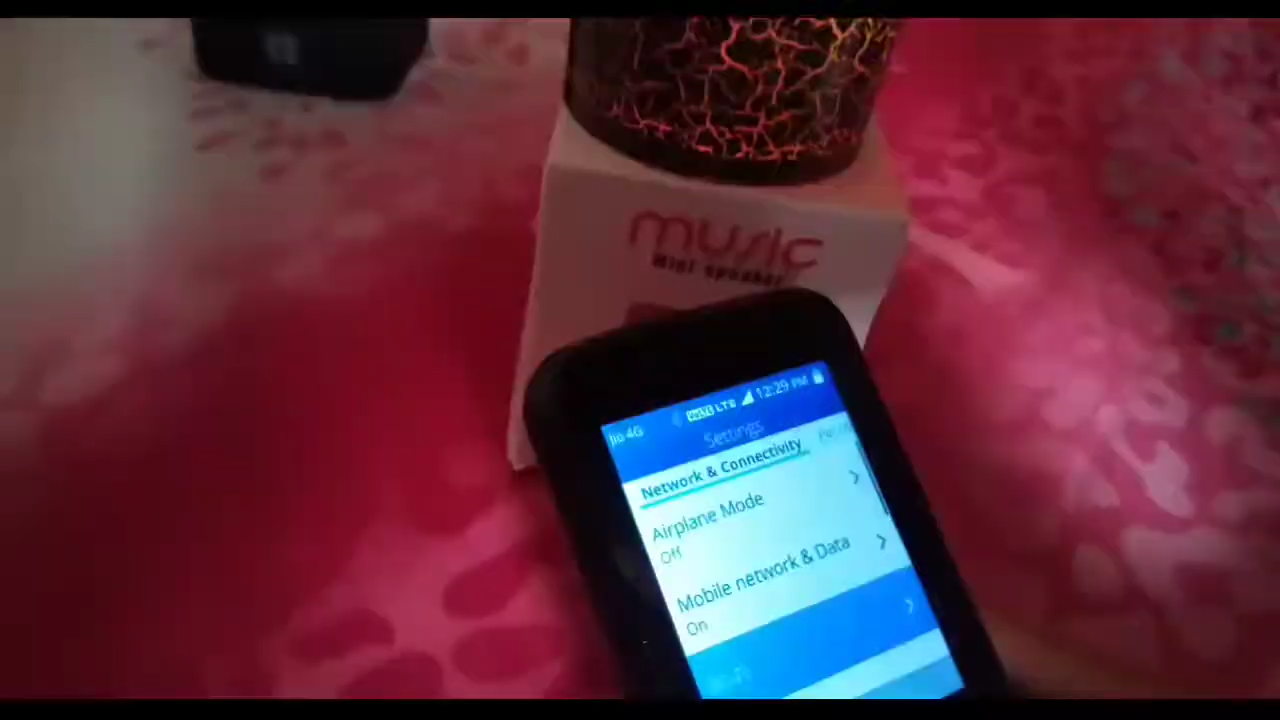 music
Mini speaker
Jio 4G VoLTE LTE 12:29 PM
Settings
Network & Connectivity
Airplane Mode
Off
Mobile network & Data
On